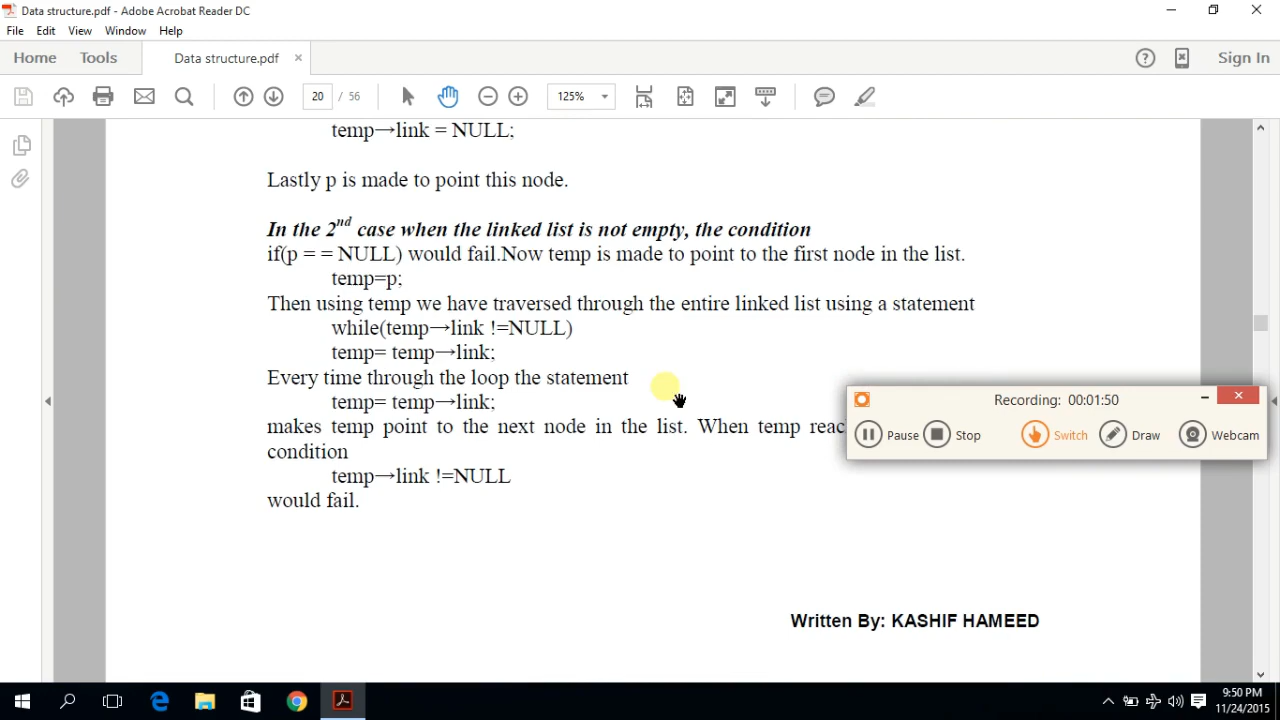 Data structure.pdf - Adobe Acrobat Reader DC
File Edit View Window Help
Home Tools Data structure.pdf × Sign In
20 / 56 125%
temp→link = NULL;
Lastly p is made to point this node.
In the 2nd case when the linked list is not empty, the condition
if(p = = NULL) would fail.Now temp is made to point to the first node in the list.
temp=p;
Then using temp we have traversed through the entire linked list using a statement
while(temp→link !=NULL)
temp= temp→link;
Every time through the loop the statement
temp= temp→link;
makes temp point to the next node in the list. When temp
condition
temp→link !=NULL
would fail.
Recording: 00:01:50
Pause Stop Switch Draw Webcam
Written By: KASHIF HAMEED
9:50 PM
11/24/2015